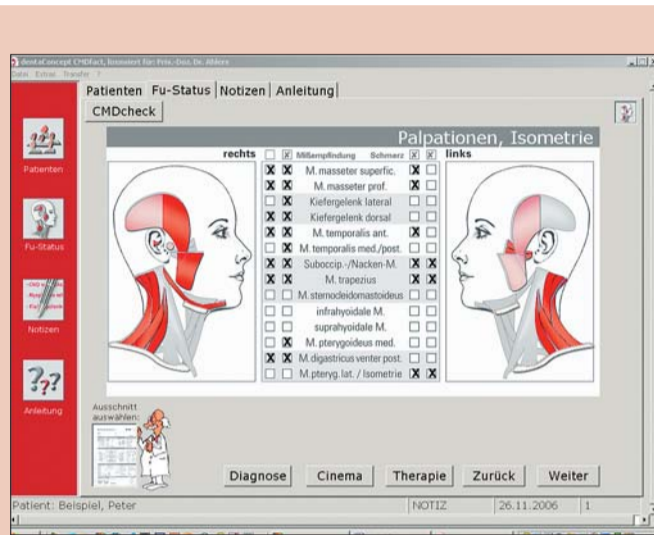 dentaConcept CMDfact, lizensiert für: Priv.-Doz. Dr. Ahlers
Datei Extras Transfer ?
Patienten Fu-Status Notizen Anleitung
CMDcheck
Palpationen, Isometrie
rechts Mißempfindung Schmerz links
X
X X M. masseter superfic. X
X X M. masseter prof. X
X Kiefergelenk lateral
X X Kiefergelenk dorsal
X X M. temporalis ant. X
X M. temporalis med./post.
X X Suboccip.-/Nacken-M. X X
X X M. trapezius X X
M. sternocleidomastoideus
infrahyoidale M.
suprahyoidale M.
X M. pterygoideus med.
X X M. digastricus venter post.
M. pteryg. lat. / Isometrie X X
Patienten
Fu-Status
Notizen
???
Anleitung
Ausschnitt
auswählen:
Diagnose Cinema Therapie Zurück Weiter
Patient: Beispiel, Peter NOTIZ 26.11.2006 1